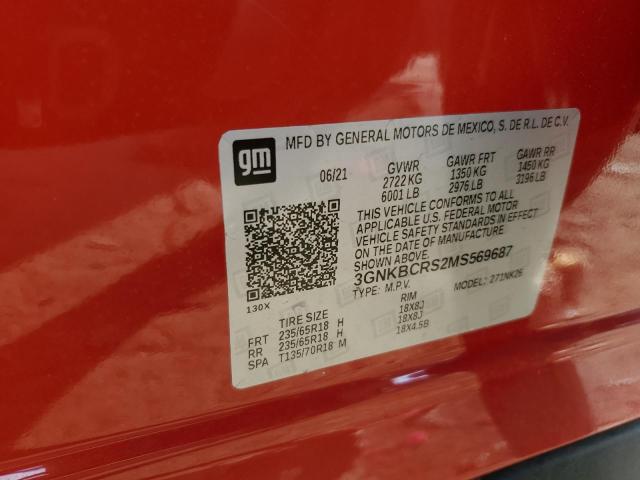 gm
MFD BY GENERAL MOTORS DE MEXICO, S. DE R.L. DE C.V.
06/21 GVWR GAWR FRT GAWR RR
2722 KG 1350 KG 1450 KG
6001 LB 2976 LB 3196 LB
THIS VEHICLE CONFORMS TO ALL
APPLICABLE U.S. FEDERAL MOTOR
VEHICLE SAFETY STANDARDS IN EFFECT
ON THE DATE OF MANUFACTURE
SHOWN ABOVE.
3GNKBCRS2MS569687
TYPE: M.P.V. MODEL: 271NK26
130X
TIRE SIZE RIM
FRT 235/65R18 H 18X8J
RR 235/65R18 H 18X8J
SPA T135/70R18 M 18X4.5B